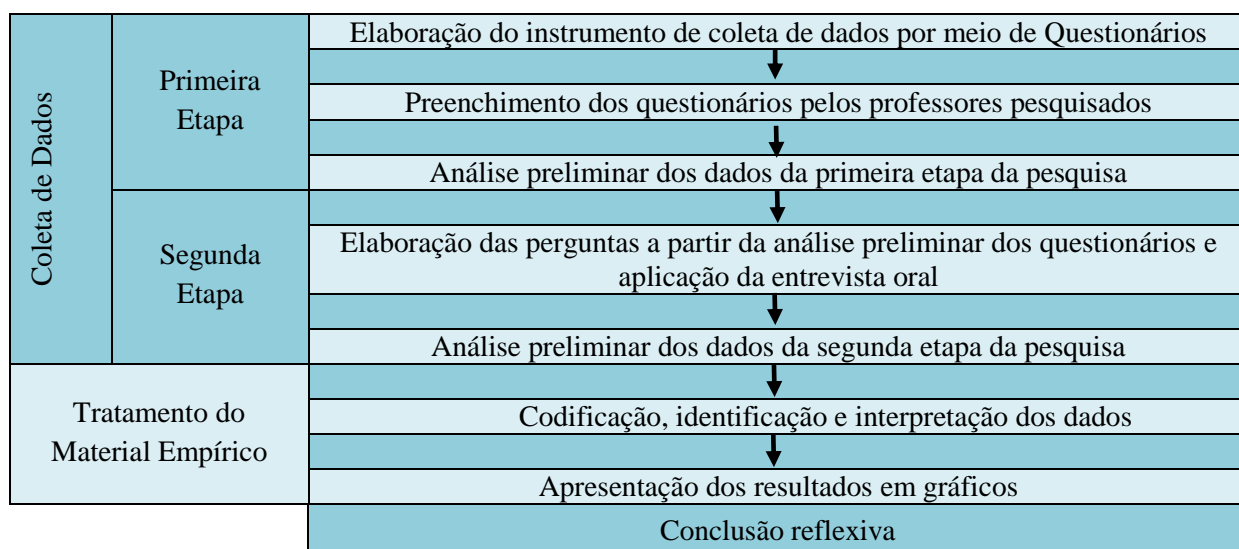 Coleta de Dados
Primeira
Etapa
Elaboração do instrumento de coleta de dados por meio de Questionários
Preenchimento dos questionários pelos professores pesquisados
Análise preliminar dos dados da primeira etapa da pesquisa
Segunda
Etapa
Elaboração das perguntas a partir da análise preliminar dos questionários e
aplicação da entrevista oral
Análise preliminar dos dados da segunda etapa da pesquisa
Tratamento do
Material Empírico
Codificação, identificação e interpretação dos dados
Apresentação dos resultados em gráficos
Conclusão reflexiva